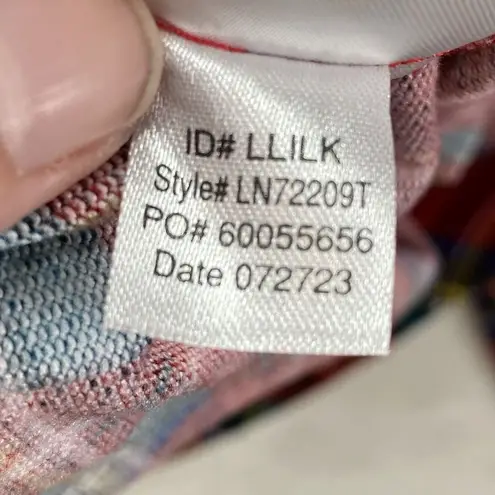 ID# LLILK
Style# LN72209T
PO# 60055656
Date 072723